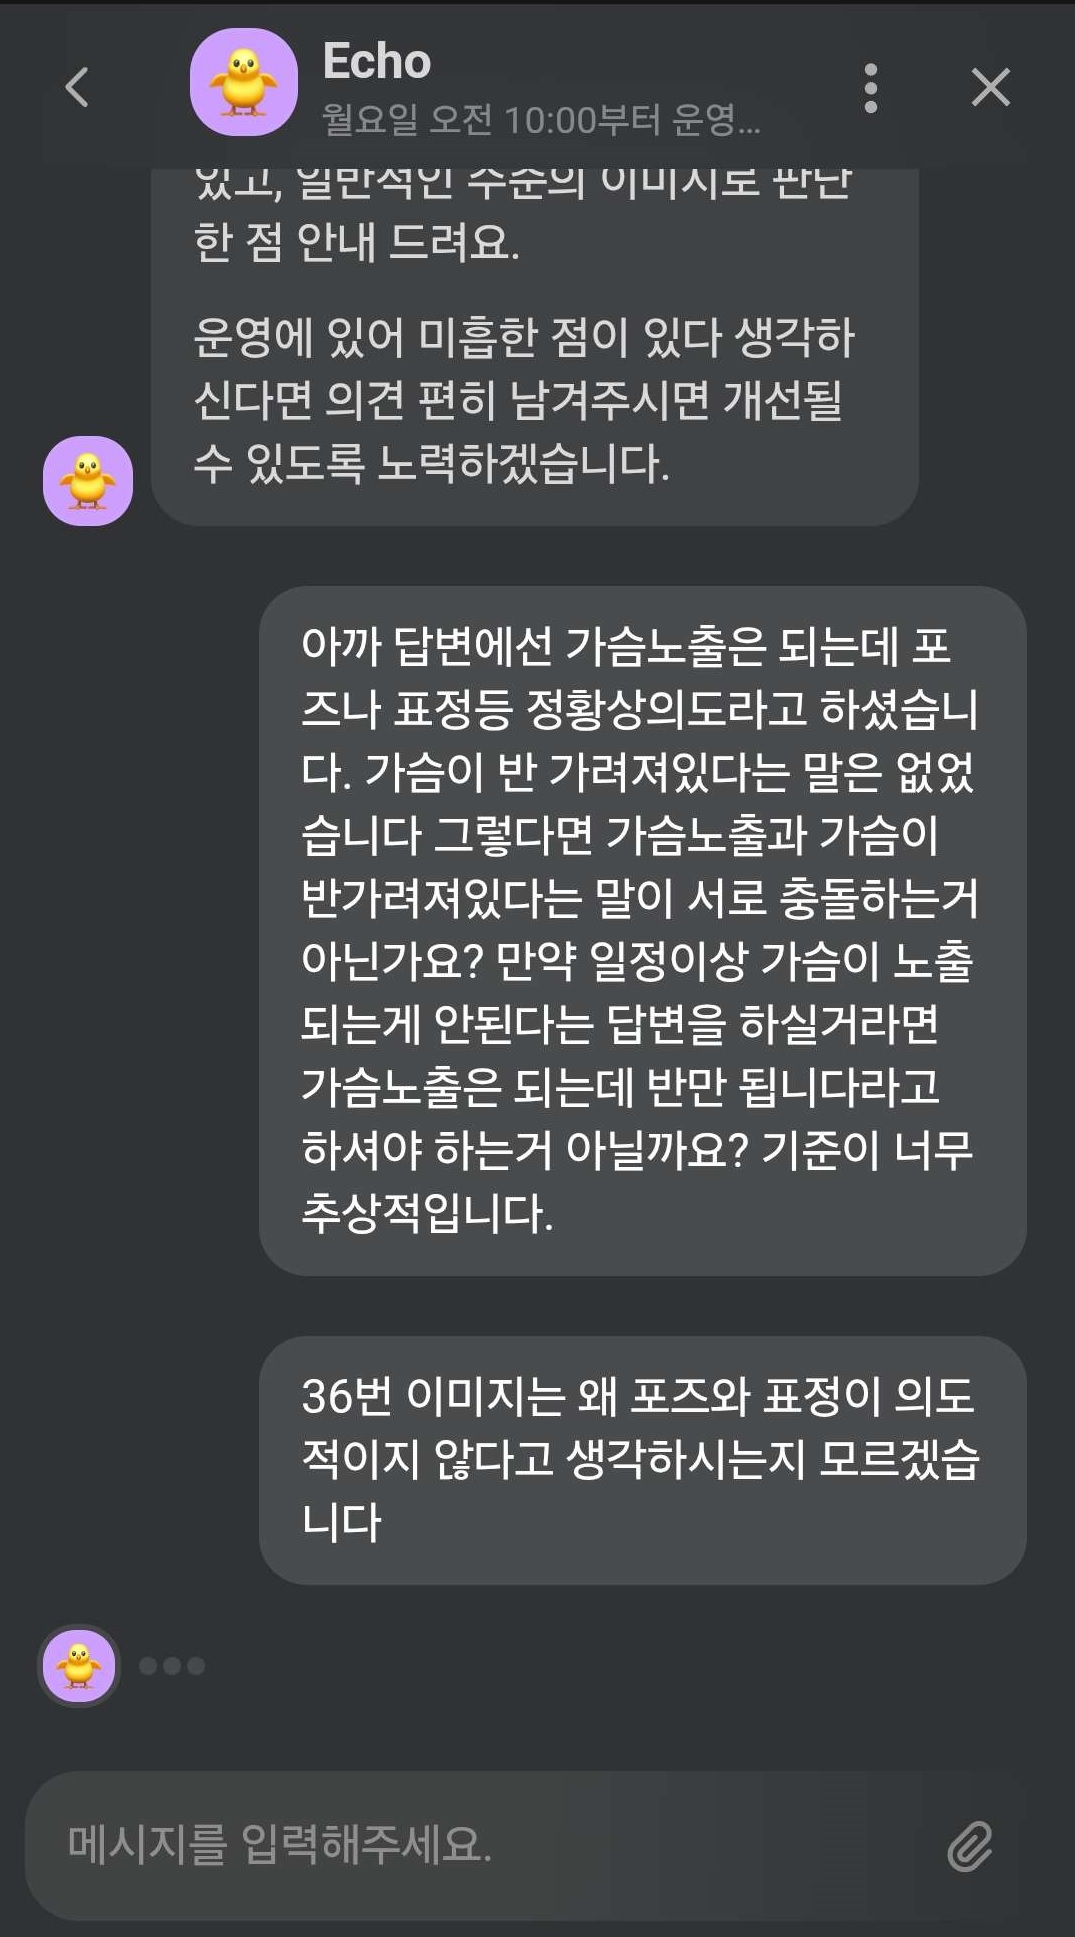 Echo
월요일 오전 10:00부터 운영...
있고, 일반적인 수준의 이미지로 판단
한 점 안내 드려요.
운영에 있어 미흡한 점이 있다 생각하
신다면 의견 편히 남겨주시면 개선될
수 있도록 노력하겠습니다.
아까 답변에선 가슴노출은 되는데 포
즈나 표정등 정황상의도라고 하셨습니
다. 가슴이 반 가려져있다는 말은 없었
습니다 그렇다면 가슴노출과 가슴이
반가려져있다는 말이 서로 충돌하는거
아닌가요? 만약 일정이상 가슴이 노출
되는게 안된다는 답변을 하실거라면
가슴노출은 되는데 반만 됩니다라고
하셔야 하는거 아닐까요? 기준이 너무
추상적입니다.
36번 이미지는 왜 포즈와 표정이 의도
적이지 않다고 생각하시는지 모르겠습
니다
메시지를 입력해주세요.